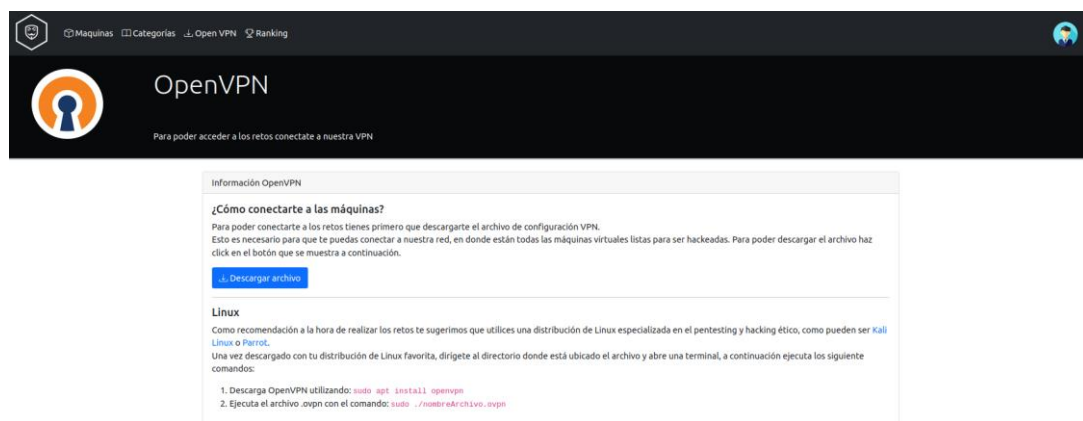 Maquinas Categorías Open VPN Ranking
OpenVPN
Para poder acceder a los retos conectate a nuestra VPN
Información OpenVPN
¿Cómo conectarte a las máquinas?
Para poder conectarte a los retos tienes primero que descargarte el archivo de configuración VPN.
Esto es necesario para que te puedas conectar a nuestra red, en donde están todas las máquinas virtuales listas para ser hackeadas. Para poder descargar el archivo haz
click en el botón que se muestra a continuación.
Descargar archivo
Linux
Como recomendación a la hora de realizar los retos te sugerimos que utilices una distribución de Linux especializada en el pentesting y hacking ético, como pueden ser Kali
Linux o Parrot.
Una vez descargado con tu distribución de Linux favorita, dirígete al directorio donde está ubicado el archivo y abre una terminal, a continuación ejecuta los siguiente
comandos:
1. Descarga OpenVPN utilizando: sudo apt install openvpn
2. Ejecuta el archivo .ovpn con el comando: sudo ./nombreArchivo.ovpn